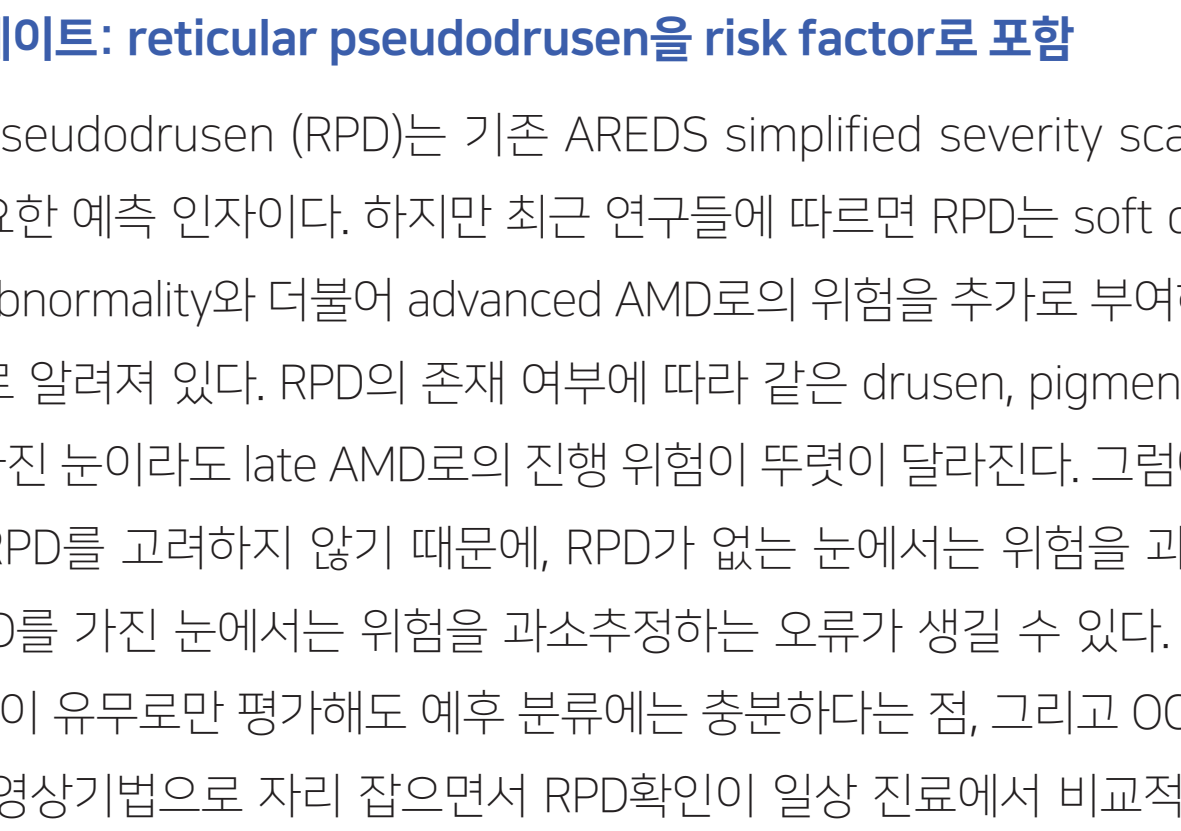 이트: reticular pseudodrusen을 risk factor로 포함
seudodrusen (RPD)는 기존 AREDS simplified severity sca
한 예측 인자이다. 하지만 최근 연구들에 따르면 RPD는 soft
bnormality와 더불어 advanced AMD로의 위험을 추가로 부여
알려져 있다. RPD의 존재 여부에 따라 같은 drusen, pigmen
진 눈이라도 late AMD로의 진행 위험이 뚜렷이 달라진다. 그럼
RPD를 고려하지 않기 때문에, RPD가 없는 눈에서는 위험을 과
D를 가진 눈에서는 위험을 과소추정하는 오류가 생길 수 있다.
이 유무로만 평가해도 예후 분류에는 충분하다는 점, 그리고 OC
영상기법으로 자리 잡으면서 RPD확인이 일상 진료에서 비교적